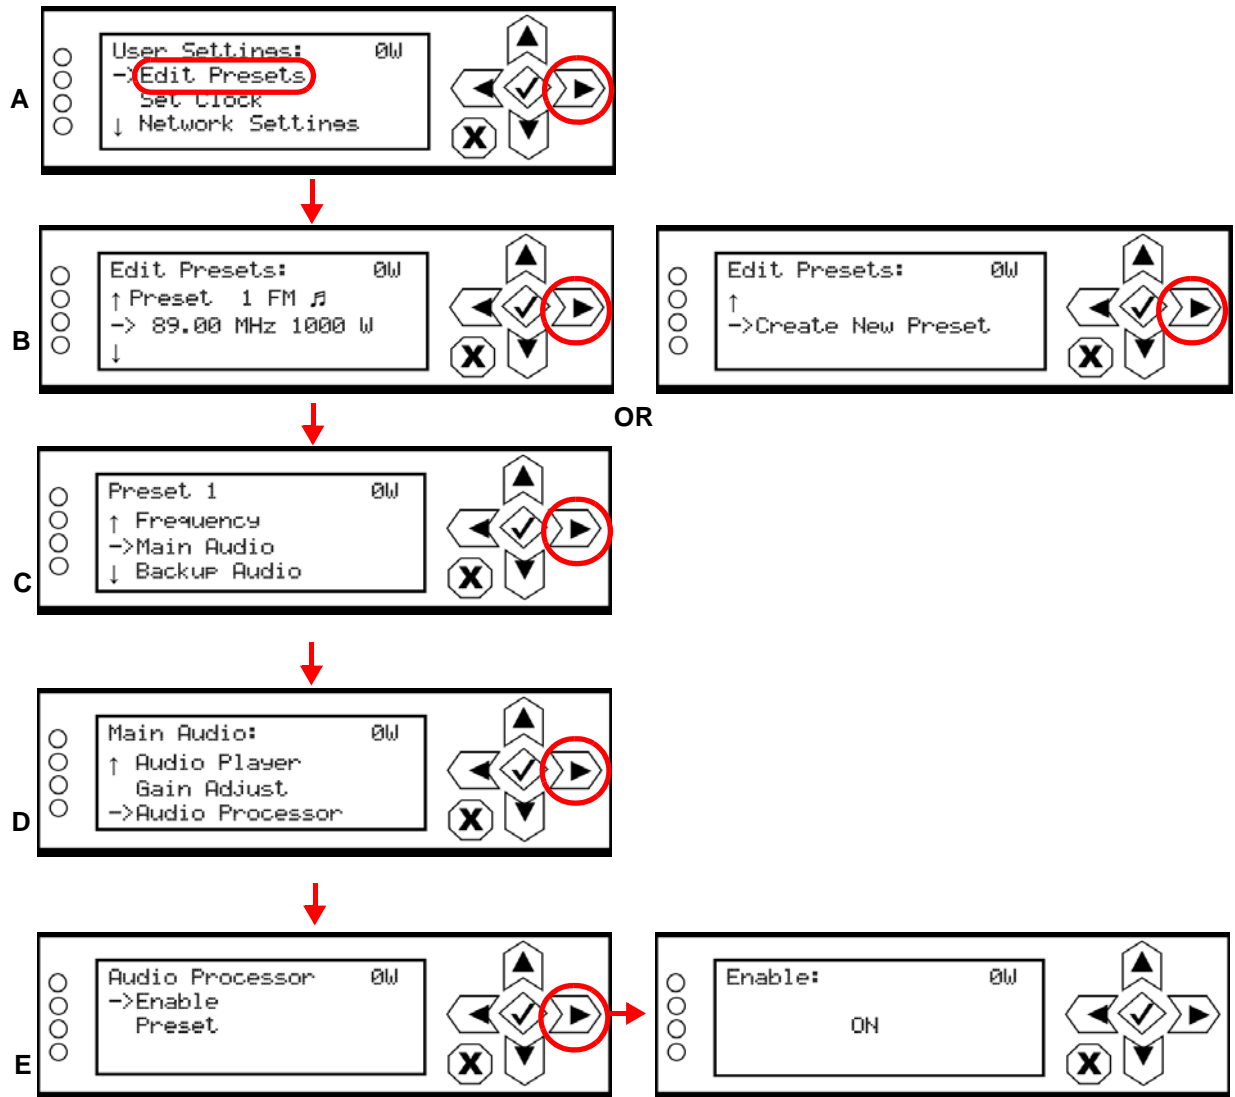 A
User Settings: 0W
->Edit Presets
Set Clock
↓ Network Settings
X
B
Edit Presets: 0W
↑ Preset 1 FM ♬
-> 89.00 MHz 1000 W
↓
X
OR
Edit Presets: 0W
↑
->Create New Preset
X
C
Preset 1 0W
↑ Frequency
->Main Audio
↓ Backup Audio
X
D
Main Audio: 0W
↑ Audio Player
Gain Adjust
->Audio Processor
X
E
Audio Processor 0W
->Enable
Preset
X
Enable: 0W
ON
X